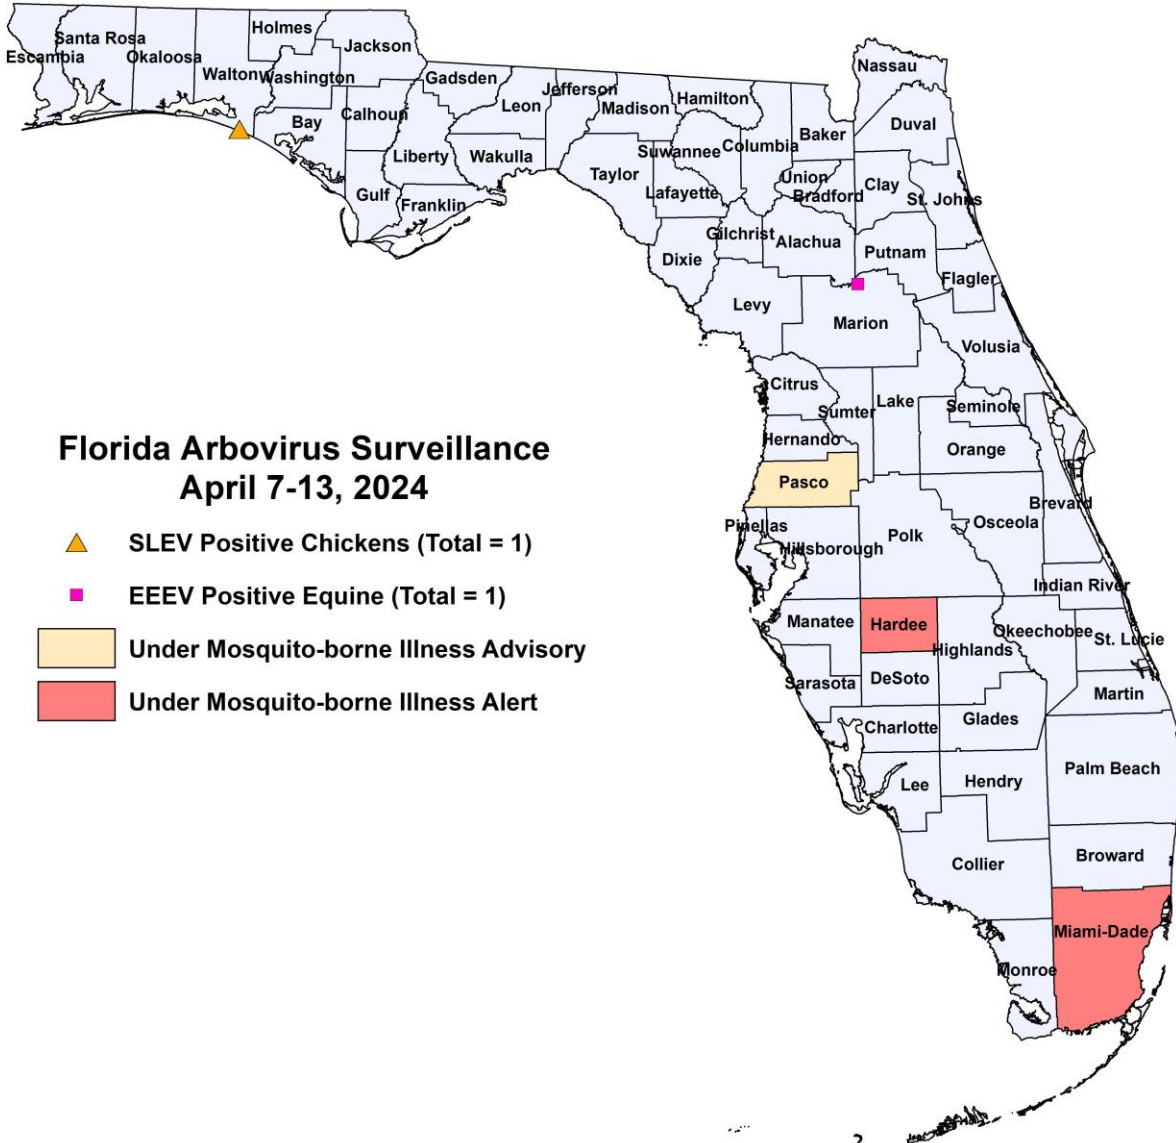 Holmes
Santa Rosa
Jackson
Escambia
Okaloosa
Walton
Washington
Gadsden
Nassau
Jefferson
Leon
Madison
Hamilton
Calhoun
Bay
Duval
Baker
Columbia
Suwannee
Liberty
Wakulla
Taylor
Union
Clay
Lafayette
Bradford
St. Johns
Gulf
Franklin
Gilchrist
Alachua
Putnam
Dixie
Flagler
Levy
Marion
Volusia
Citrus
Lake
Seminole
Sumter
Hernando
Orange
Florida Arbovirus Surveillance
April 7-13, 2024
Pasco
Brevard
Pinellas
Osceola
Polk
Hillsborough
SLEV Positive Chickens (Total = 1)
EEEV Positive Equine (Total = 1)
Under Mosquito-borne Illness Advisory
Under Mosquito-borne Illness Alert
Indian River
Manatee
Hardee
Okeechobee
St. Lucie
Highlands
Sarasota
DeSoto
Martin
Charlotte
Glades
Palm Beach
Lee
Hendry
Broward
Collier
Miami-Dade
Monroe